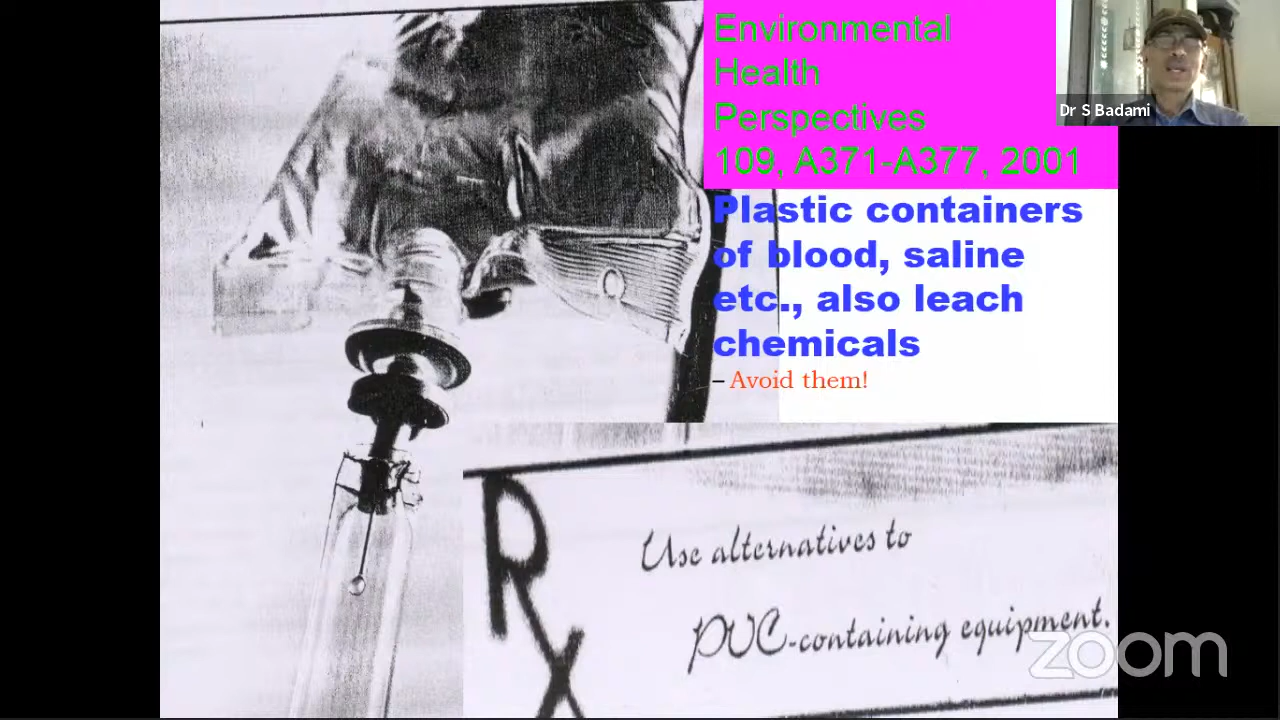 Environmental
Health
Perspectives
109, A371-A377, 2001
Dr S Badami
Plastic containers
of blood, saline
etc., also leach
chemicals
– Avoid them!
Rx
Use alternatives to
PVC-containing equipment.
zoom